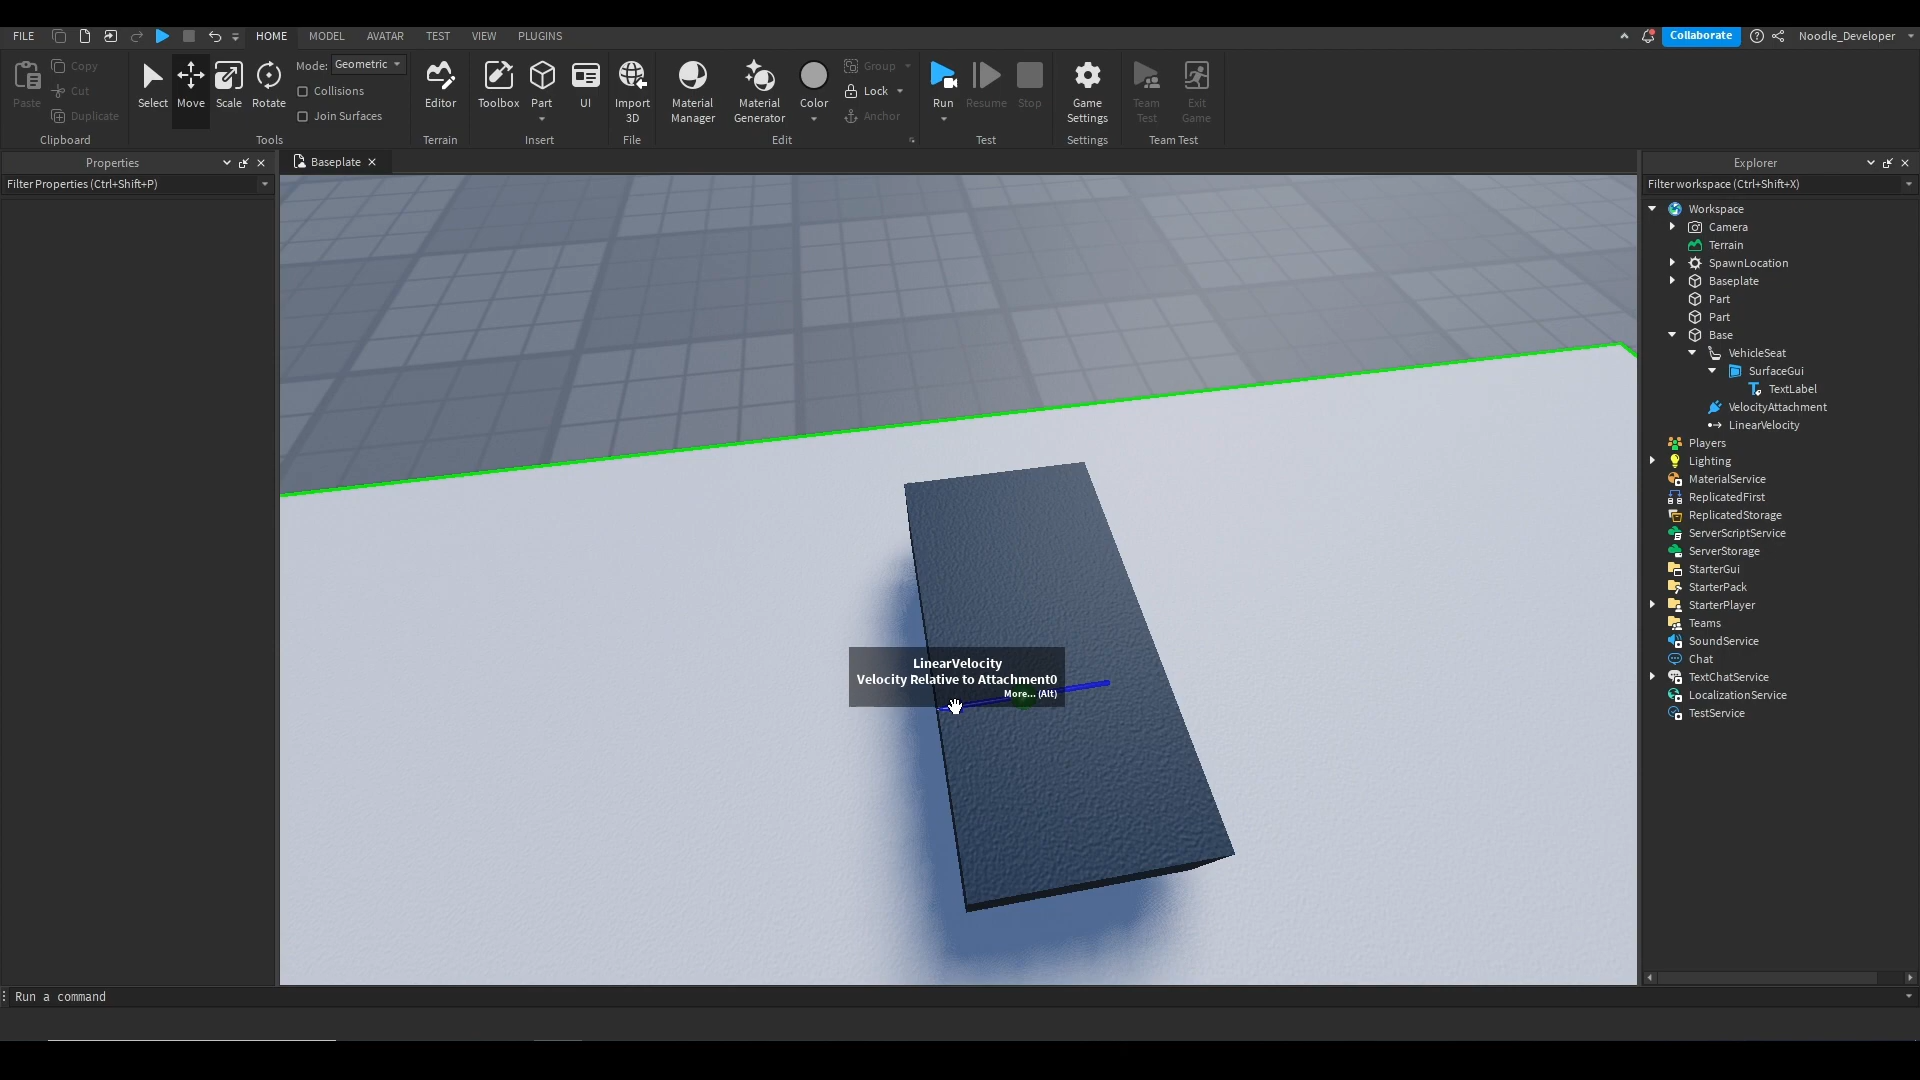 FILE
HOME
MODEL
AVATAR
TEST
VIEW
PLUGINS
Collaborate
Noodle_Developer
Paste
Copy
Cut
Duplicate
Clipboard
Select
Move
Scale
Rotate
Mode: Geometric
Collisions
Join Surfaces
Tools
Editor
Terrain
Toolbox
Part
UI
Insert
Import
3D
File
Material
Manager
Material
Generator
Color
Group
Lock
Anchor
Edit
Run
Resume
Stop
Test
Game
Settings
Settings
Team
Test
Exit
Game
Team Test
Properties
Filter Properties (Ctrl+Shift+P)
Baseplate
LinearVelocity
Velocity Relative to Attachment0
More... (Alt)
Explorer
Filter workspace (Ctrl+Shift+X)
Workspace
Camera
Terrain
SpawnLocation
Baseplate
Part
Part
Base
VehicleSeat
SurfaceGui
TextLabel
VelocityAttachment
LinearVelocity
Players
Lighting
MaterialService
ReplicatedFirst
ReplicatedStorage
ServerScriptService
ServerStorage
StarterGui
StarterPack
StarterPlayer
Teams
SoundService
Chat
TextChatService
LocalizationService
TestService
Run a command